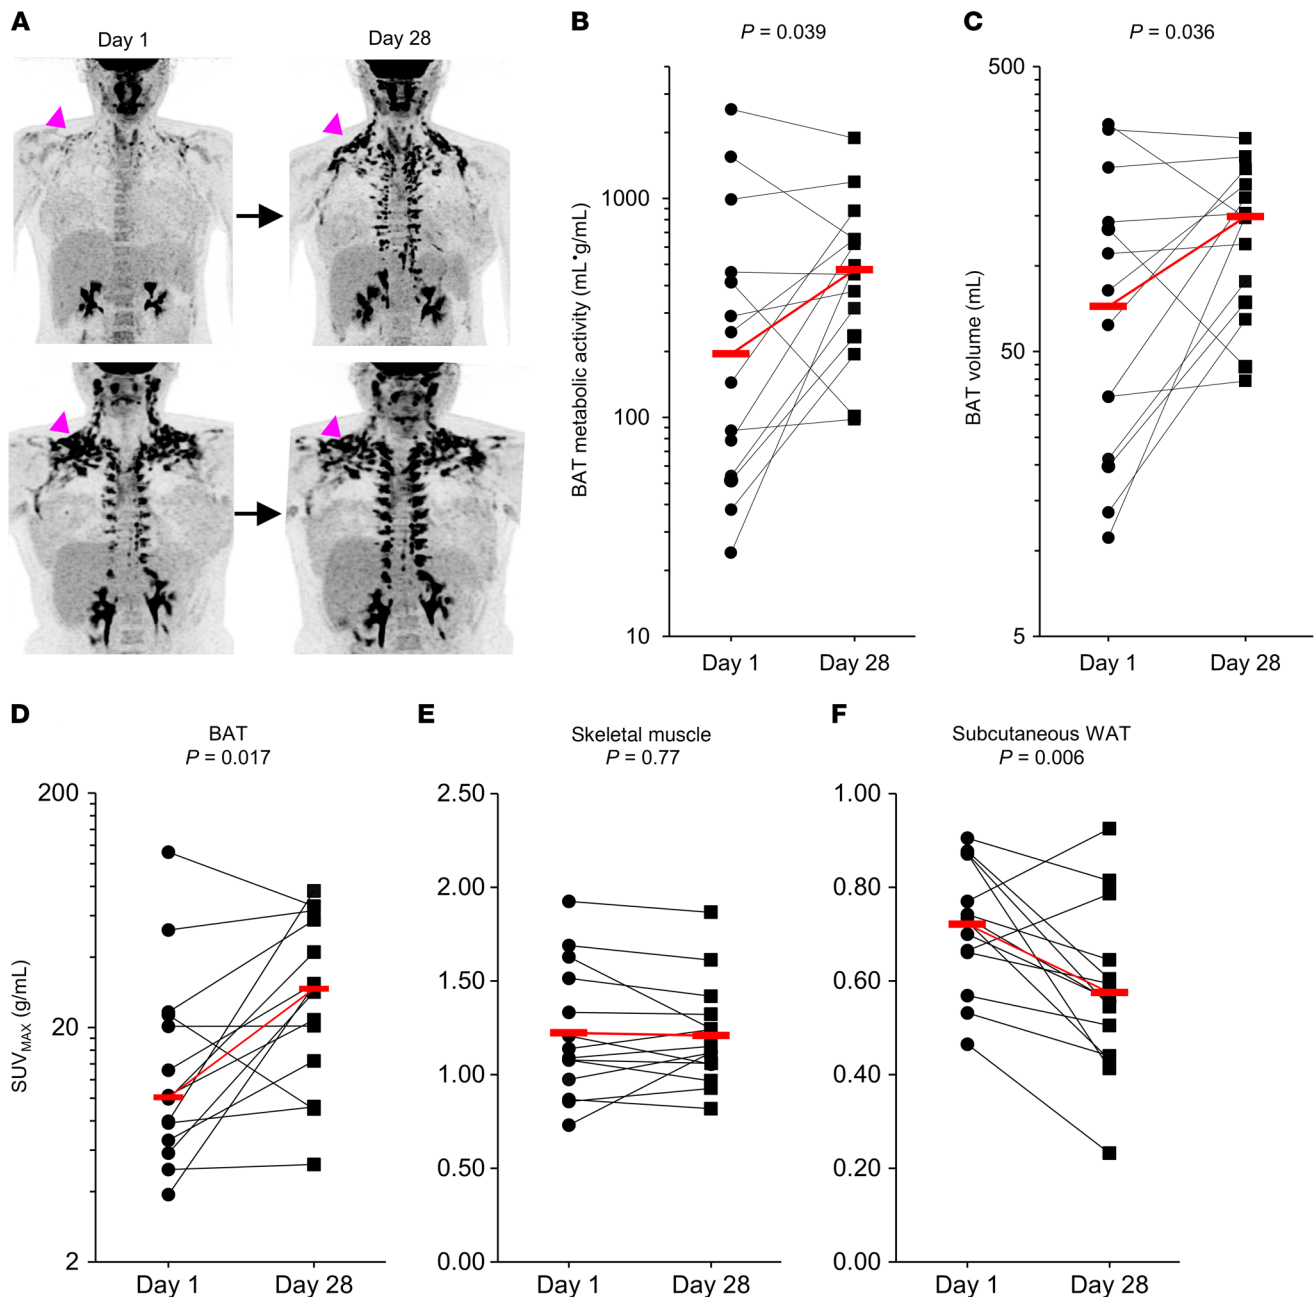 A
Day 1
Day 28
B
P = 0.039
BAT metabolic activity (mL*g/mL)
1000
100
10
Day 1
Day 28
C
P = 0.036
BAT volume (mL)
500
50
5
Day 1
Day 28
D
BAT
P = 0.017
SUVMAX (g/mL)
200
20
2
Day 1
Day 28
E
Skeletal muscle
P = 0.77
2.50
2.00
1.50
1.00
0.50
0.00
Day 1
Day 28
F
Subcutaneous WAT
P = 0.006
1.00
0.80
0.60
0.40
0.20
0.00
Day 1
Day 28